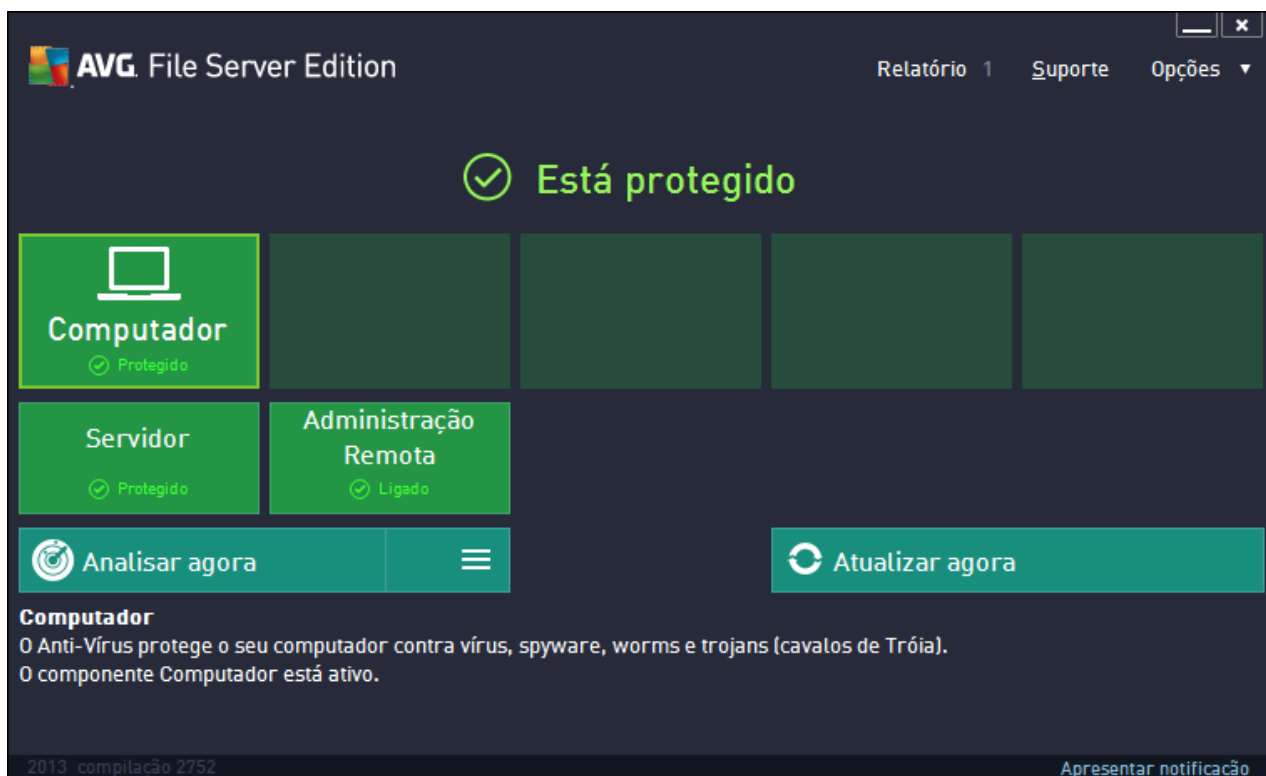 AVG. File Server Edition
Relatório 1 Suporte Opções
Está protegido
Computador
Protegido
Servidor
Protegido
Administração
Remota
Ligado
Analisar agora
Atualizar agora
Computador
O Anti-Vírus protege o seu computador contra vírus, spyware, worms e trojans (cavalos de Tróia).
O componente Computador está ativo.
2013 compilação 2752
Apresentar notificação